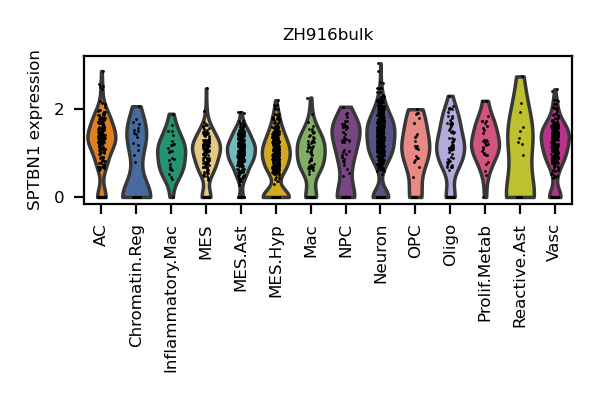 ZH916bulk
SPTBN1 expression
2
0
AC
Chromatin.Reg
Inflammatory.Mac
MES
MES.Ast
MES.Hyp
Mac
NPC
Neuron
OPC
Oligo
Prolif.Metab
Reactive.Ast
Vasc